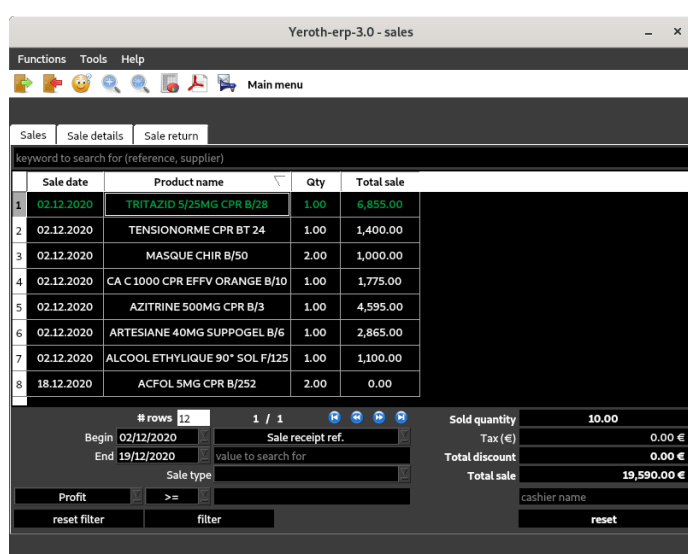 Yeroth-erp-3.0 - sales
Functions Tools Help
Main menu
Sales Sale details Sale return
keyword to search for (reference, supplier)
Sale date Product name Qty Total sale
1 02.12.2020 TRITAZID 5/25MG CPR B/28 1.00 6,855.00
2 02.12.2020 TENSIONORME CPR BT 24 1.00 1,400.00
3 02.12.2020 MASQUE CHIR B/50 2.00 1,000.00
4 02.12.2020 CA C 1000 CPR EFFV ORANGE B/10 1.00 1,775.00
5 02.12.2020 AZITRINE 500MG CPR B/3 1.00 4,595.00
6 02.12.2020 ARTESIANE 40MG SUPPOGEL B/6 1.00 2,865.00
7 02.12.2020 ALCOOL ETHYLIQUE 90° SOL F/125 1.00 1,100.00
8 18.12.2020 ACFOL 5MG CPR B/252 2.00 0.00
# rows 12 1 / 1 Sold quantity 10.00
Begin 02/12/2020 Sale receipt ref. Tax (€) 0.00 €
End 19/12/2020 value to search for Total discount 0.00 €
Sale type Total sale 19,590.00 €
Profit >= cashier name
reset filter filter reset